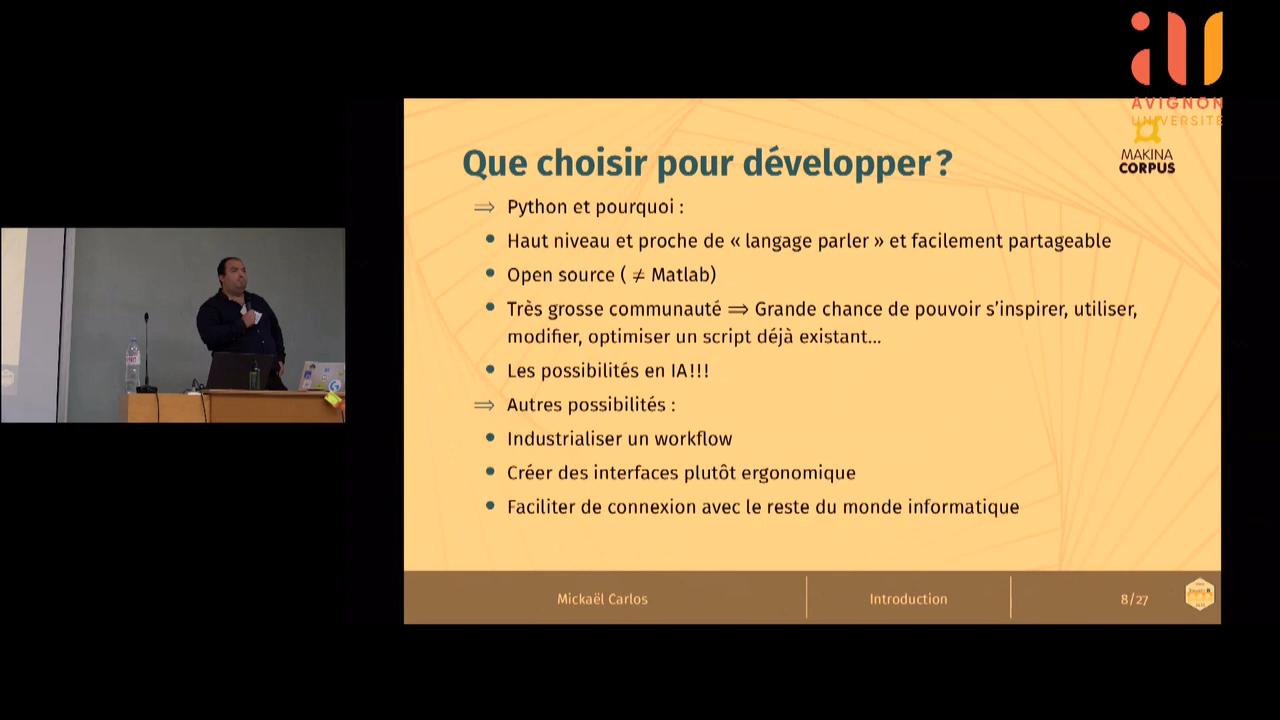 AVIGNON
UNIVERSITÉ
MAKINA
CORPUS
Que choisir pour développer ?
⇒ Python et pourquoi :
• Haut niveau et proche de « langage parler » et facilement partageable
• Open source ( ≠ Matlab)
• Très grosse communauté ⇒ Grande chance de pouvoir s’inspirer, utiliser,
modifier, optimiser un script déjà existant...
• Les possibilités en IA !!!
⇒ Autres possibilités :
• Industrialiser un workflow
• Créer des interfaces plutôt ergonomique
• Faciliter de connexion avec le reste du monde informatique
Mickaël Carlos
Introduction
8/27